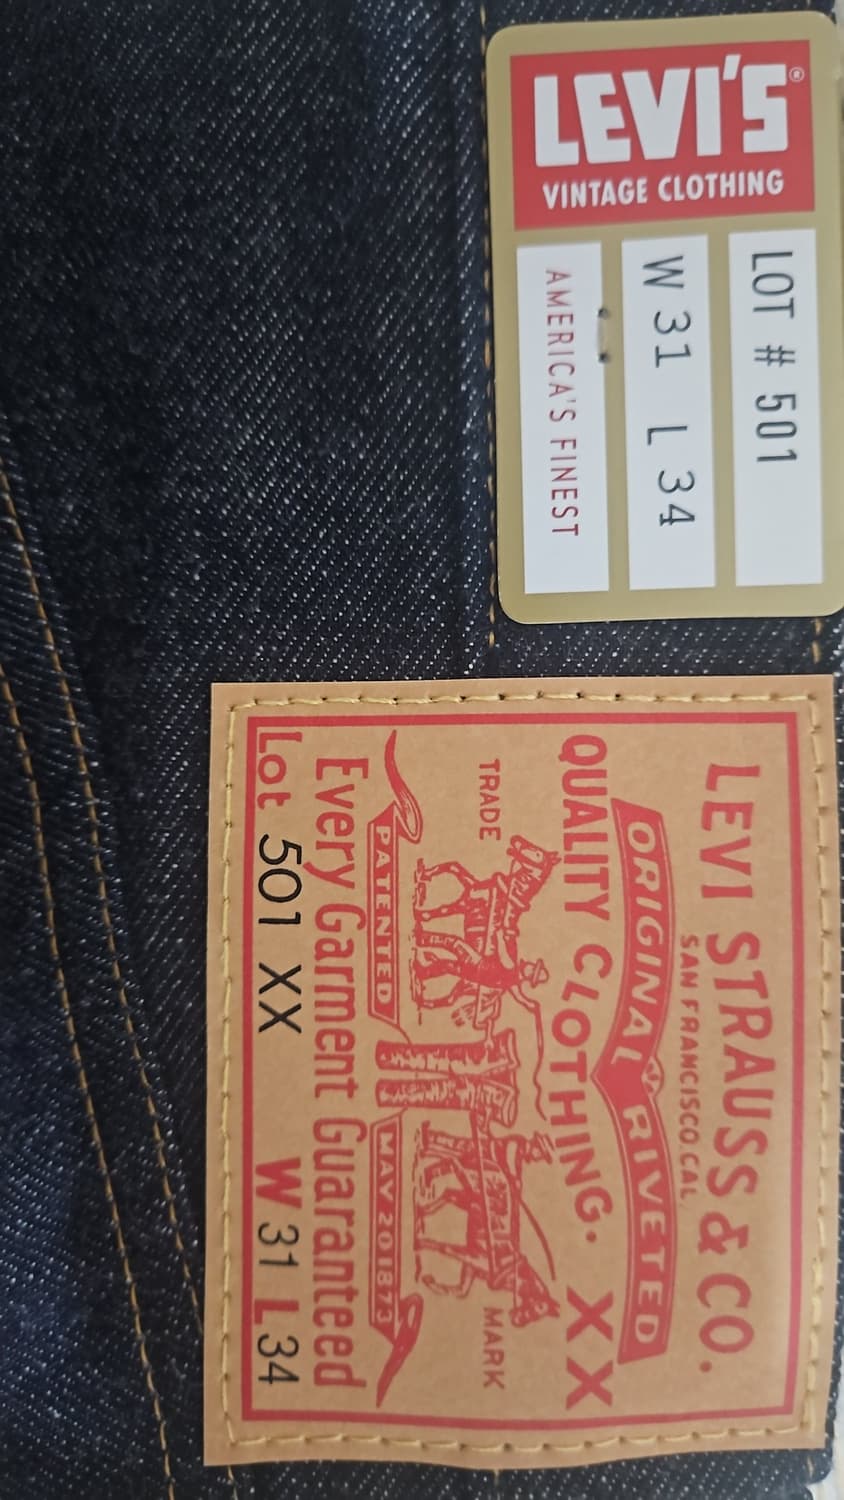 LEVI'S®
VINTAGE CLOTHING
LOT # 501
W 31 L 34
AMERICA'S FINEST
LEVI STRAUSS & CO.
SAN FRANCISCO, CAL,
ORIGINAL RIVETED
QUALITY CLOTHING. XX
TRADE MARK
PATENTED MAY 20 1873
Every Garment Guaranteed
Lot 501 XX W 31 L 34